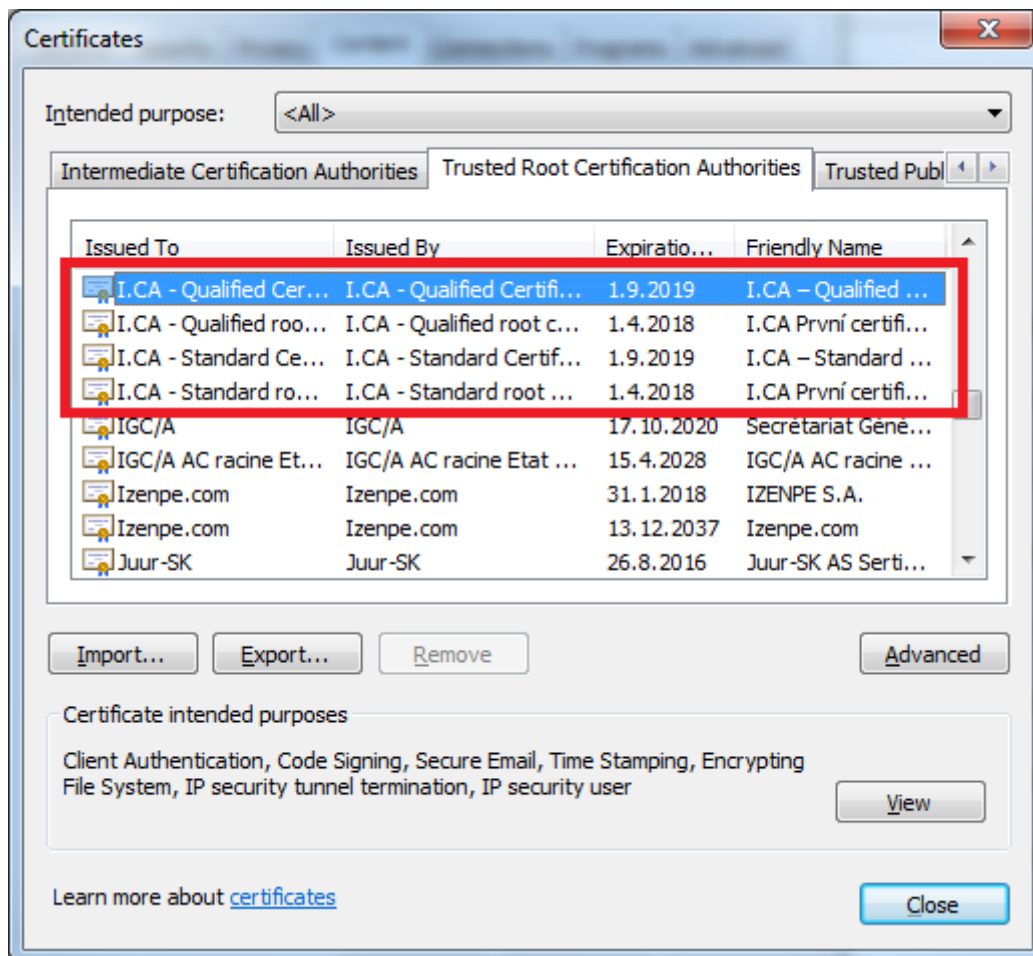 Certificates
Intended purpose: <All>
Intermediate Certification Authorities Trusted Root Certification Authorities Trusted Publ
Issued To Issued By Expiratio... Friendly Name
I.CA - Qualified Cer... I.CA - Qualified Certifi... 1.9.2019 I.CA – Qualified ...
I.CA - Qualified roo... I.CA - Qualified root c... 1.4.2018 I.CA První certifi...
I.CA - Standard Ce... I.CA - Standard Certif... 1.9.2019 I.CA – Standard ...
I.CA - Standard ro... I.CA - Standard root ... 1.4.2018 I.CA První certifi...
IGC/A IGC/A 17.10.2020 Secrétariat Géné...
IGC/A AC racine Et... IGC/A AC racine Etat ... 15.4.2028 IGC/A AC racine ...
Izenpe.com Izenpe.com 31.1.2018 IZENPE S.A.
Izenpe.com Izenpe.com 13.12.2037 Izenpe.com
Juur-SK Juur-SK 26.8.2016 Juur-SK AS Serti...
Import... Export... Remove Advanced
Certificate intended purposes
Client Authentication, Code Signing, Secure Email, Time Stamping, Encrypting
File System, IP security tunnel termination, IP security user
View
Learn more about certificates
Close